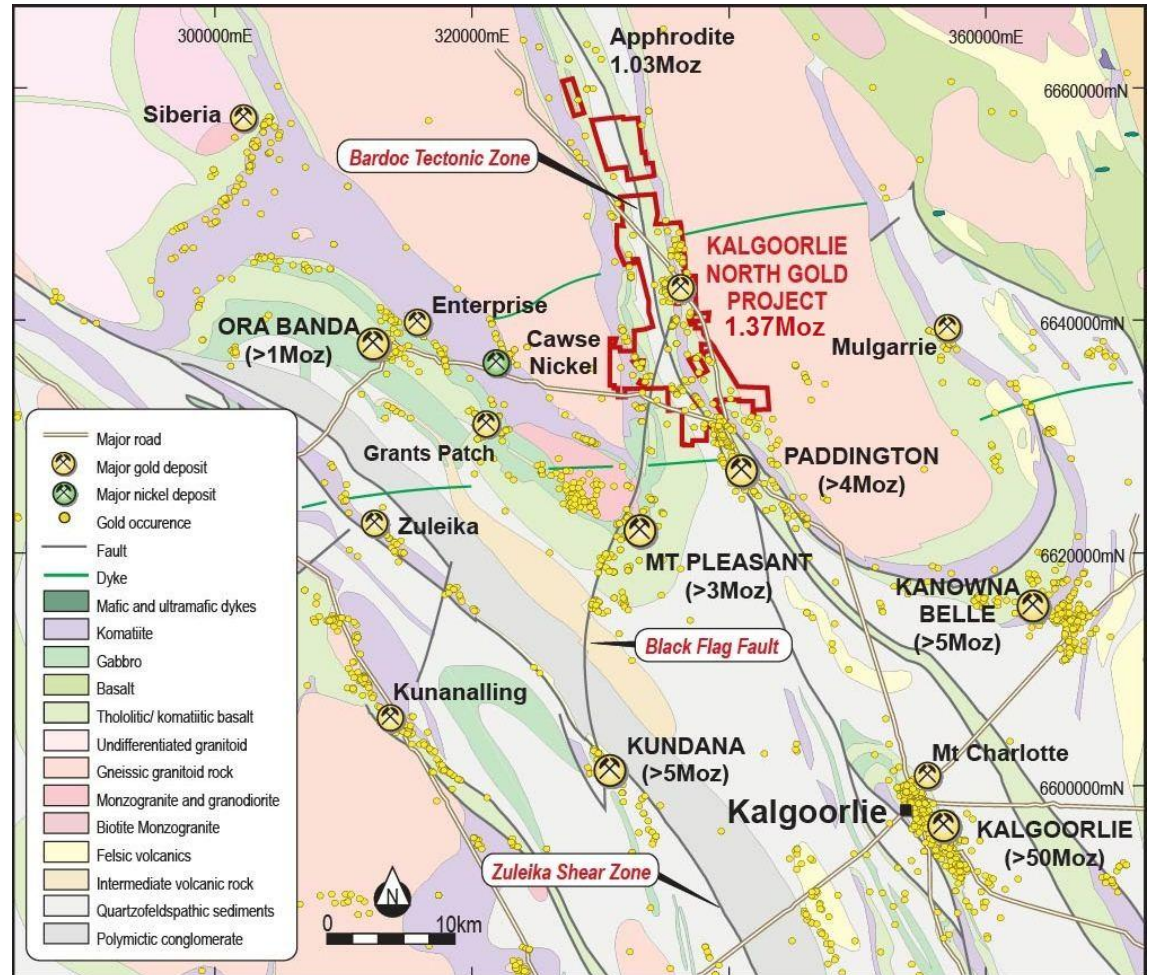 300000mE
320000mE
360000mE
Apphrodite
1.03Moz
6660000mN
Siberia
Bardoc Tectonic Zone
KALGOORLIE
NORTH GOLD
PROJECT
1.37Moz
Enterprise
ORA BANDA
(>1Moz)
Cawse
Nickel
6640000mN
Mulgarrie
Grants Patch
PADDINGTON
(>4Moz)
Zuleika
MT PLEASANT
(>3Moz)
6620000mN
KANOWNA
BELLE
(>5Moz)
Black Flag Fault
Kunanalling
KUNDANA
(>5Moz)
Mt Charlotte
6600000mN
Kalgoorlie
KALGOORLIE
(>50Moz)
Zuleika Shear Zone
N
0 10km
Major road
Major gold deposit
Major nickel deposit
Gold occurence
Fault
Dyke
Mafic and ultramafic dykes
Komatiite
Gabbro
Basalt
Thololitic/ komatiitic basalt
Undifferentiated granitoid
Gneissic granitoid rock
Monzogranite and granodiorite
Biotite Monzogranite
Felsic volcanics
Intermediate volcanic rock
Quartzofeldspathic sediments
Polymictic conglomerate